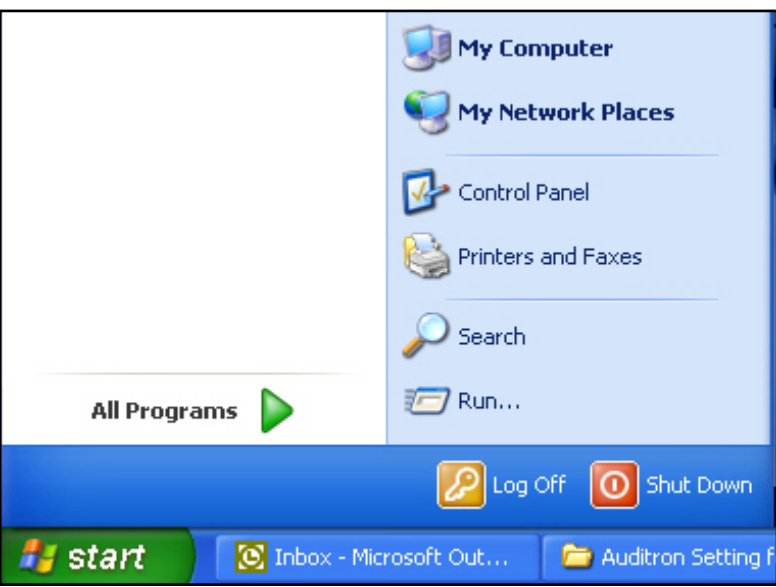 My Computer
My Network Places
Control Panel
Printers and Faxes
Search
All Programs
Run...
Log Off
Shut Down
start
Inbox - Microsoft Out...
Auditron Setting f